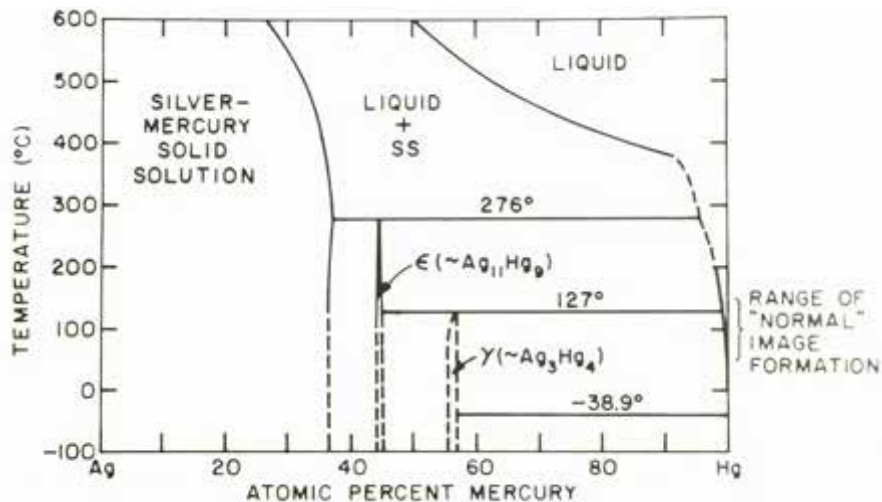 600
500
400
300
200
100
0
-100
TEMPERATURE (°C)
SILVER-
MERCURY
SOLID
SOLUTION
LIQUID
+
SS
LIQUID
276°
ϵ(~Ag₁₁Hg₉)
127°
γ(~Ag₃Hg₄)
-38.9°
RANGE OF
"NORMAL"
IMAGE
FORMATION
Ag
20
40
60
80
Hg
ATOMIC PERCENT MERCURY